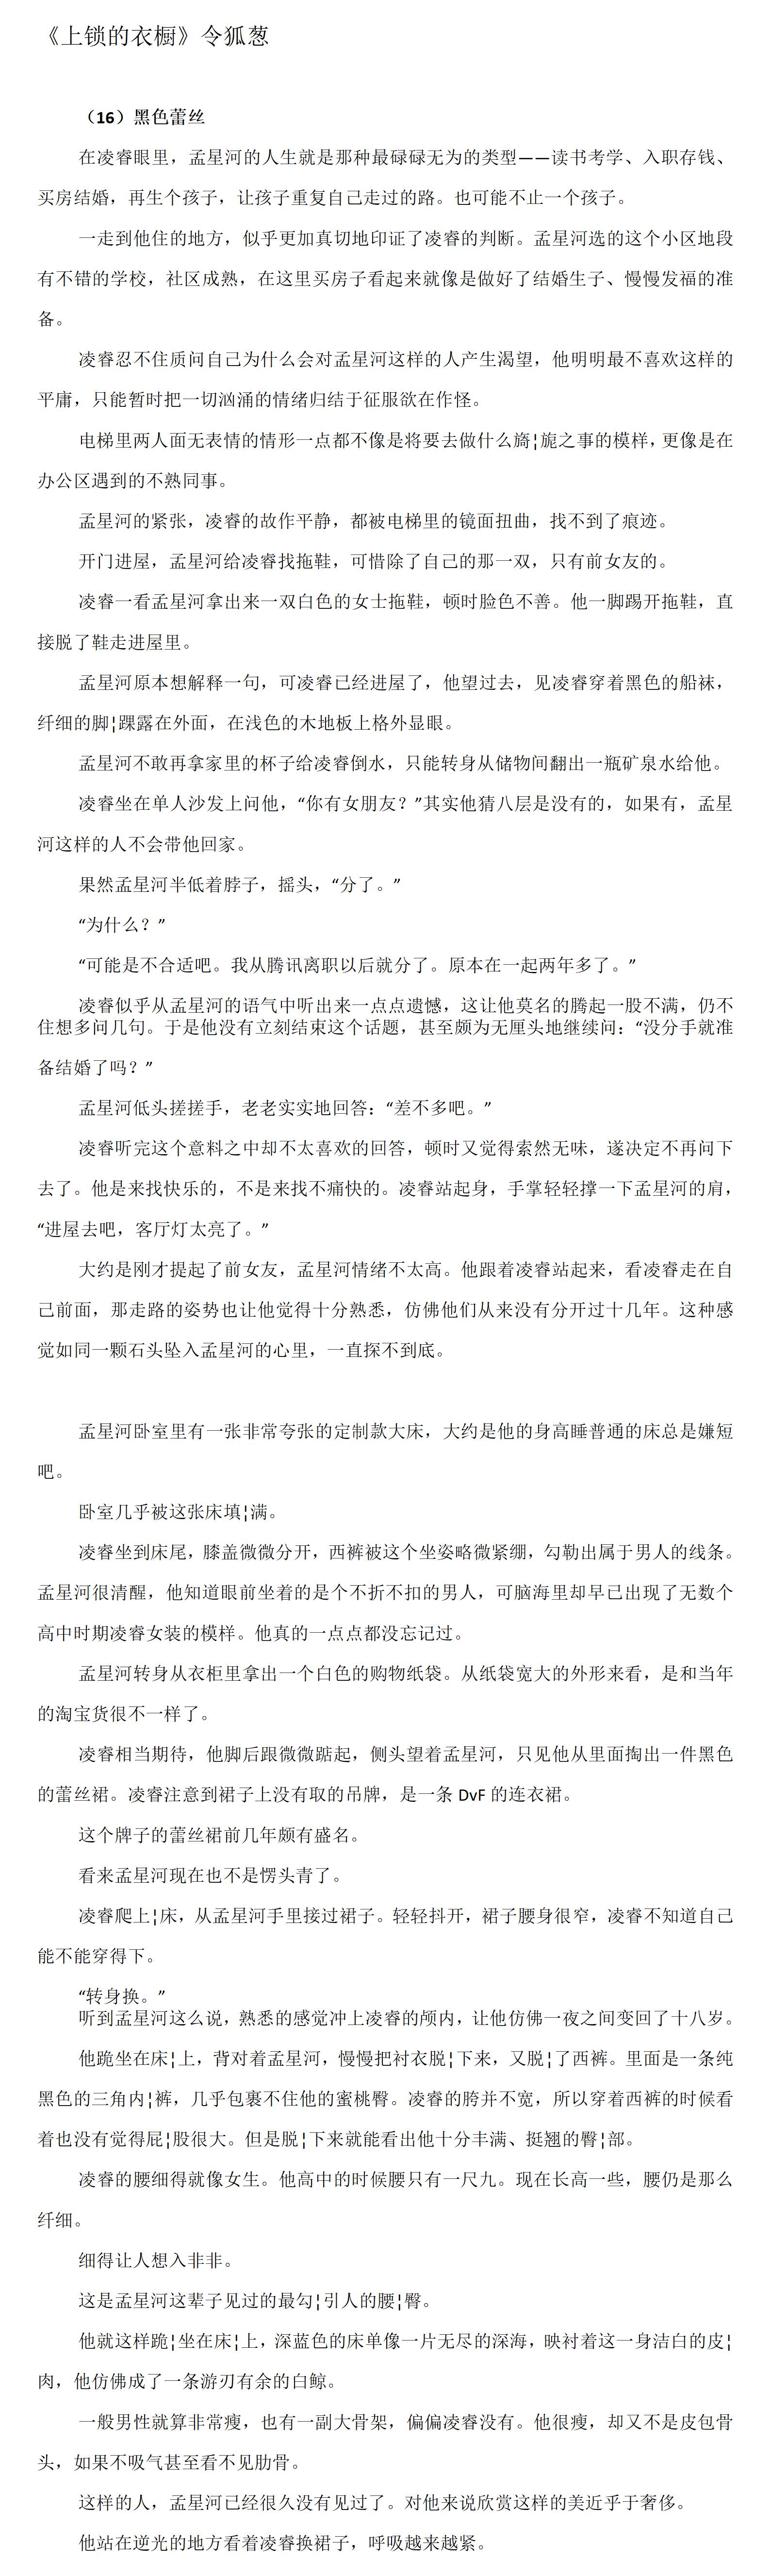 《上锁的衣橱》令狐葱
（16）黑色蕾丝
在凌睿眼里，孟星河的人生就是那种最碌碌无为的类型——读书考学、入职存钱、
买房结婚，再生个孩子，让孩子重复自己走过的路。也可能不止一个孩子。
一走到他住的地方，似乎更加真切地印证了凌睿的判断。孟星河选的这个小区地段
有不错的学校，社区成熟，在这里买房子看起来就像是做好了结婚生子、慢慢发福的准
备。
凌睿忍不住质问自己为什么会对孟星河这样的人产生渴望，他明明最不喜欢这样的
平庸，只能暂时把一切汹涌的情绪归结于征服欲在作怪。
电梯里两人面无表情的情形一点都不像是将要去做什么旖¦旎之事的模样，更像是在
办公区遇到的不熟同事。
孟星河的紧张，凌睿的故作平静，都被电梯里的镜面扭曲，找不到了痕迹。
开门进屋，孟星河给凌睿找拖鞋，可惜除了自己的那一双，只有前女友的。
凌睿一看孟星河拿出来一双白色的女士拖鞋，顿时脸色不善。他一脚踢开拖鞋，直
接脱了鞋走进屋里。
孟星河原本想解释一句，可凌睿已经进屋了，他望过去，见凌睿穿着黑色的船袜，
纤细的脚¦踝露在外面，在浅色的木地板上格外显眼。
孟星河不敢再拿家里的杯子给凌睿倒水，只能转身从储物间翻出一瓶矿泉水给他。
凌睿坐在单人沙发上问他，“你有女朋友？”其实他猜八层是没有的，如果有，孟星
河这样的人不会带他回家。
果然孟星河半低着脖子，摇头，“分了。”
“为什么？”
“可能是不合适吧。我从腾讯离职以后就分了。原本在一起两年多了。”
凌睿似乎从孟星河的语气中听出来一点点遗憾，这让他莫名的腾起一股不满，仍不
住想多问几句。于是他没有立刻结束这个话题，甚至颇为无厘头地继续问：“没分手就准
备结婚了吗？”
孟星河低头搓搓手，老老实实地回答：“差不多吧。”
凌睿听完这个意料之中却不太喜欢的回答，顿时又觉得索然无味，遂决定不再问下
去了。他是来找快乐的，不是来找不痛快的。凌睿站起身，手掌轻轻撑一下孟星河的肩，
“进屋去吧，客厅灯太亮了。”
大约是刚才提起了前女友，孟星河情绪不太高。他跟着凌睿站起来，看凌睿走在自
己前面，那走路的姿势也让他觉得十分熟悉，仿佛他们从来没有分开过十几年。这种感
觉如同一颗石头坠入孟星河的心里，一直探不到底。
孟星河卧室里有一张非常夸张的定制款大床，大约是他的身高睡普通的床总是嫌短
吧。
卧室几乎被这张床填¦满。
凌睿坐到床尾，膝盖微微分开，西裤被这个坐姿略微紧绷，勾勒出属于男人的线条。
孟星河很清醒，他知道眼前坐着的是个不折不扣的男人，可脑海里却早已出现了无数个
高中时期凌睿女装的模样。他真的一点点都没忘记过。
孟星河转身从衣柜里拿出一个白色的购物纸袋。从纸袋宽大的外形来看，是和当年
的淘宝货很不一样了。
凌睿相当期待，他脚后跟微微踮起，侧头望着孟星河，只见他从里面掏出一件黑色
的蕾丝裙。凌睿注意到裙子上没有取的吊牌，是一条 DvF 的连衣裙。
这个牌子的蕾丝裙前几年颇有盛名。
看来孟星河现在也不是愣头青了。
凌睿爬上¦床，从孟星河手里接过裙子。轻轻抖开，裙子腰身很窄，凌睿不知道自己
能不能穿得下。
“转身换。”
听到孟星河这么说，熟悉的感觉冲上凌睿的颅内，让他仿佛一夜之间变回了十八岁。
他跪坐在床¦上，背对着孟星河，慢慢把衬衣脱¦下来，又脱¦了西裤。里面是一条纯
黑色的三角内¦裤，几乎包裹不住他的蜜桃臀。凌睿的胯并不宽，所以穿着西裤的时候看
着也没有觉得屁¦股很大。但是脱¦下来就能看出他十分丰满、挺翘的臀¦部。
凌睿的腰细得就像女生。他高中的时候腰只有一尺九。现在长高一些，腰仍是那么
纤细。
细得让人想入非非。
这是孟星河这辈子见过的最勾¦引人的腰¦臀。
他就这样跪¦坐在床¦上，深蓝色的床单像一片无尽的深海，映衬着这一身洁白的皮¦
肉，他仿佛成了一条游刃有余的白鲸。
一般男性就算非常瘦，也有一副大骨架，偏偏凌睿没有。他很瘦，却又不是皮包骨
头，如果不吸气甚至看不见肋骨。
这样的人，孟星河已经很久没有见过了。对他来说欣赏这样的美近乎于奢侈。
他站在逆光的地方看着凌睿换裙子，呼吸越来越紧。